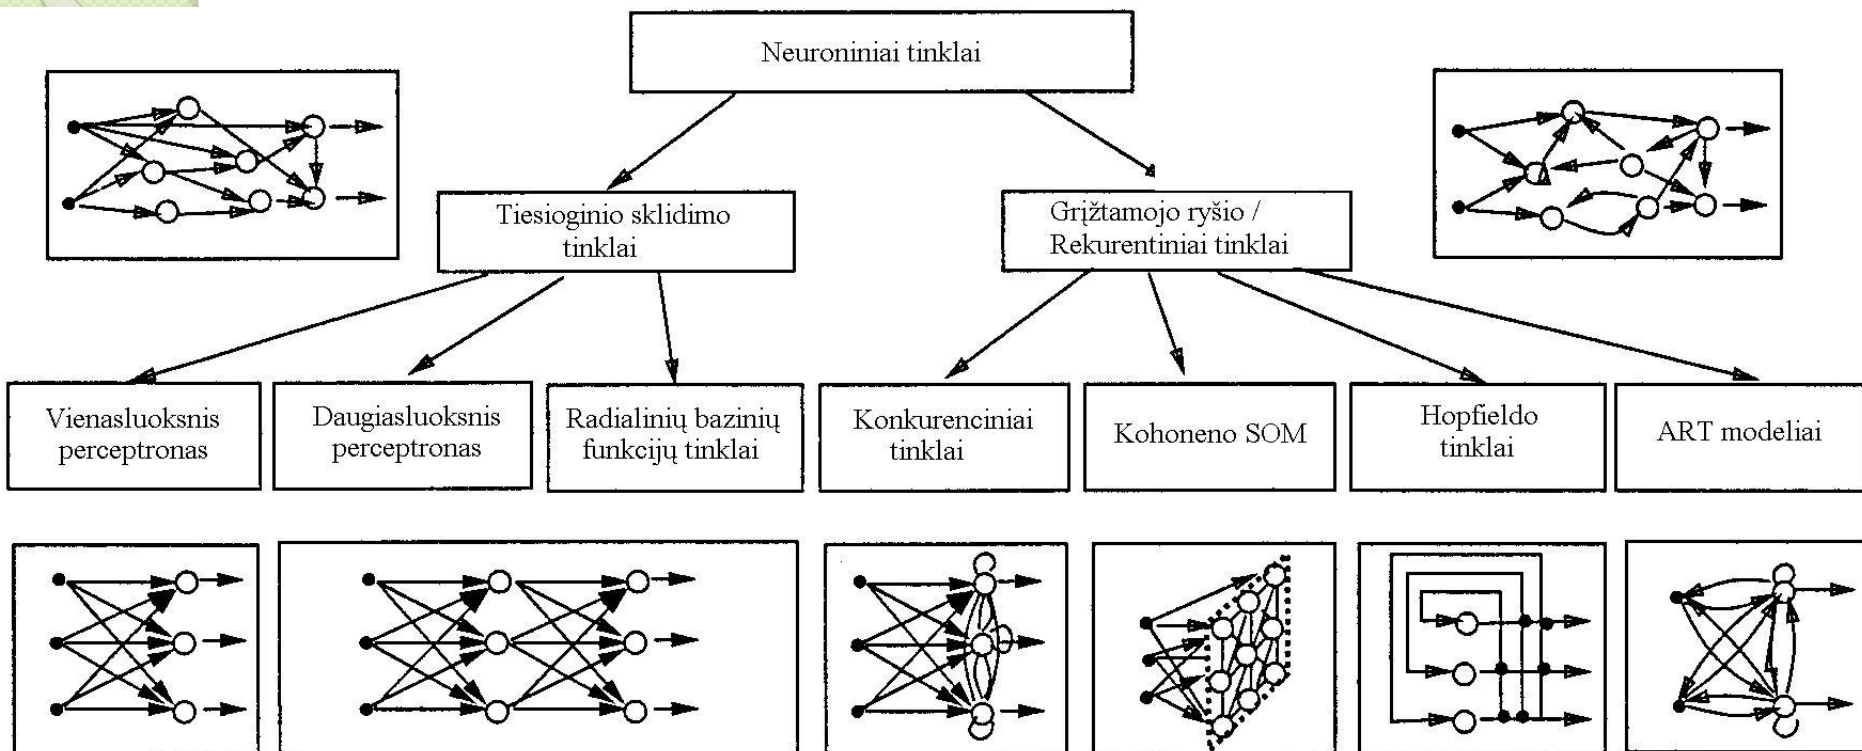 Neuroniniai tinklai
Tiesioginio sklidimo
tinklai
Grįžtamojo ryšio /
Rekurentiniai tinklai
Vienasluoksnis
perceptronas
Daugiasluoksnis
perceptronas
Radialinių bazinių
funkcijų tinklai
Konkurenciniai
tinklai
Kohoneno SOM
Hopfieldo
tinklai
ART modeliai